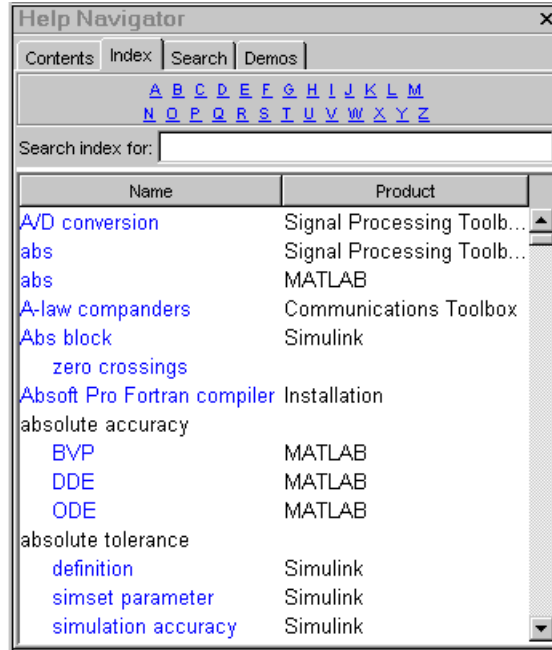 Help Navigator x
Contents Index Search Demos
A B C D E F G H I J K L M
N O P Q R S T U V W X Y Z
Search index for:
Name Product
A/D conversion Signal Processing Toolb...
abs Signal Processing Toolb...
abs MATLAB
A-law companders Communications Toolbox
Abs block Simulink
zero crossings
Absoft Pro Fortran compiler Installation
absolute accuracy
BVP MATLAB
DDE MATLAB
ODE MATLAB
absolute tolerance
definition Simulink
simset parameter Simulink
simulation accuracy Simulink